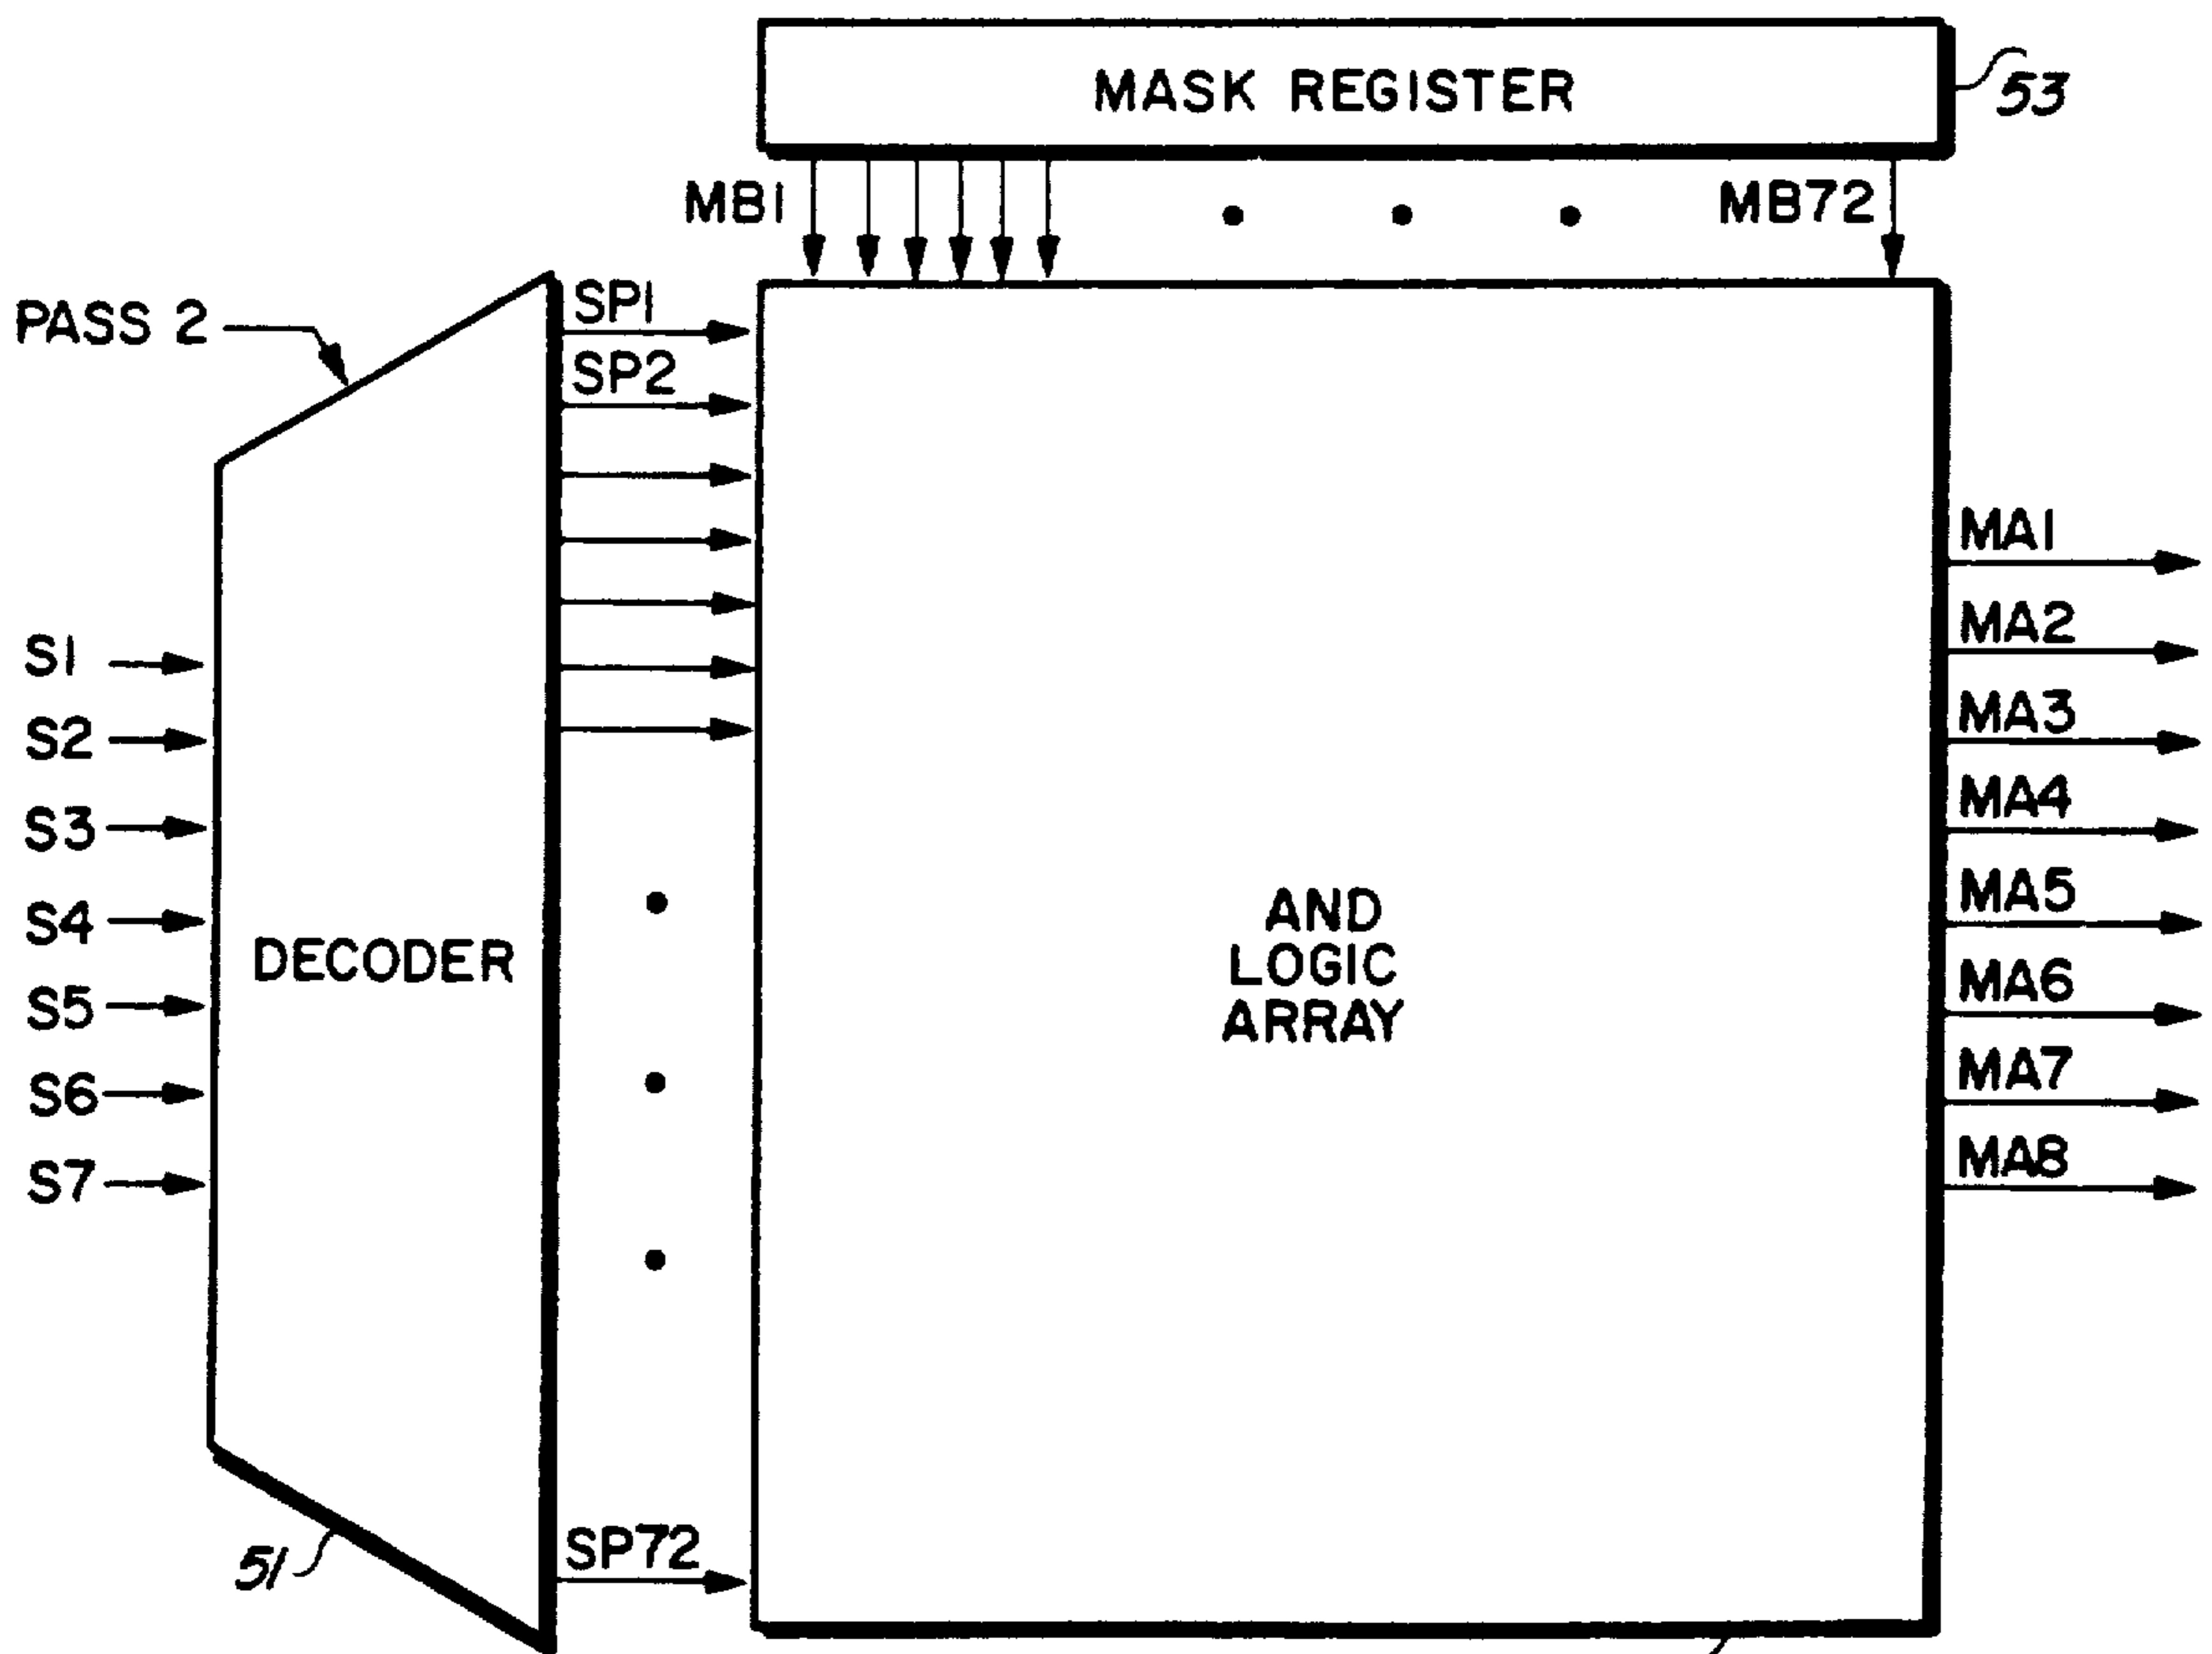 MASK REGISTER
53
MB1
MB72
PASS 2
SP1
SP2
S1
S2
S3
S4
S5
S6
S7
DECODER
AND
LOGIC
ARRAY
MA1
MA2
MA3
MA4
MA5
MA6
MA7
MA8
SP72
51